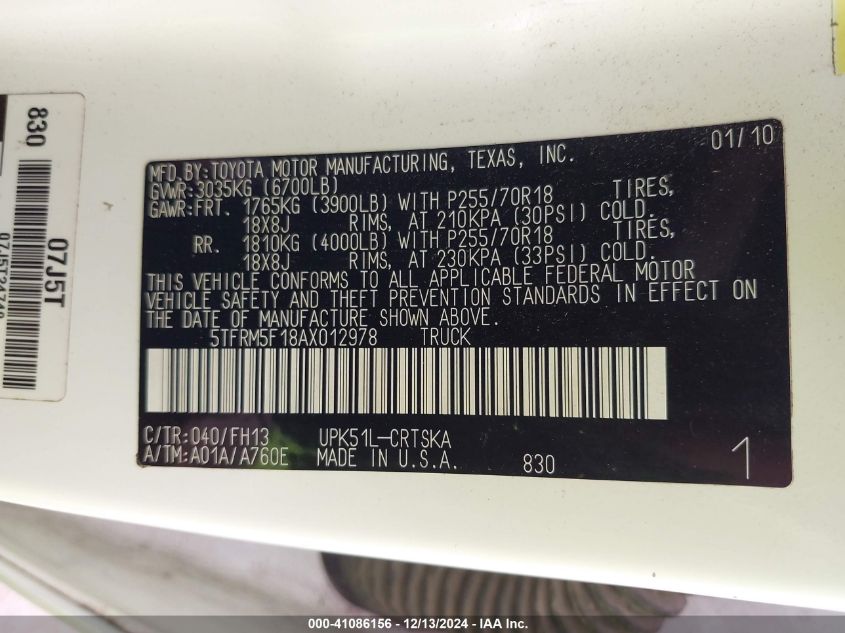 830
07J5T
01/10
MFD. BY: TOYOTA MOTOR MANUFACTURING, TEXAS, INC.
GVWR: 3035KG (6700LB)
GAWR: FRT. 1765KG (3900LB) WITH P255/70R18 TIRES,
18X8J RIMS, AT 210KPA (30PSI) COLD.
RR. 1810KG (4000LB) WITH P255/70R18 TIRES,
18X8J RIMS, AT 230KPA (33PSI) COLD.
THIS VEHICLE CONFORMS TO ALL APPLICABLE FEDERAL MOTOR
VEHICLE SAFETY AND THEFT PREVENTION STANDARDS IN EFFECT ON
THE DATE OF MANUFACTURE SHOWN ABOVE.
5TFRM5F18AX012978 TRUCK
C/TR: 040/FH13 UPK51L-CRTSKA
A/TM: A01A/A760E MADE IN U.S.A. 830 1
000-41086156 - 12/13/2024 - IAA Inc.